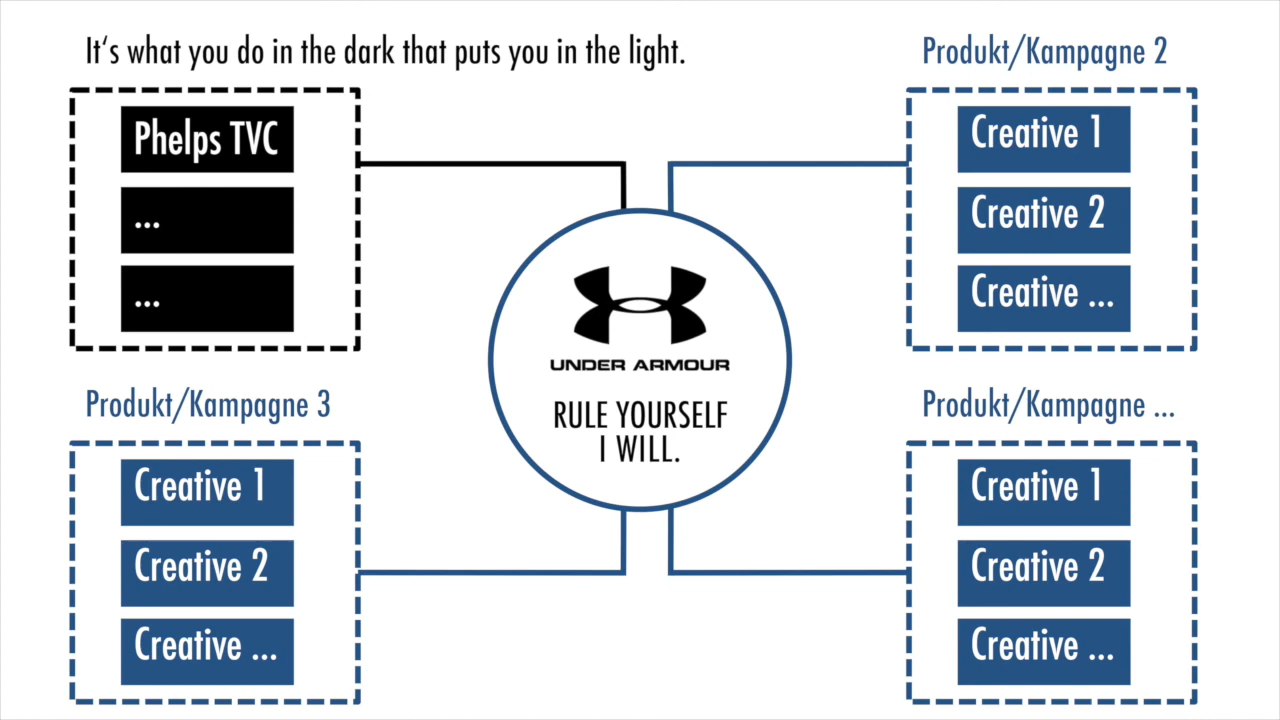 It‘s what you do in the dark that puts you in the light.
Phelps TVC
...
...
Produkt/Kampagne 2
Creative 1
Creative 2
Creative ...
UNDER ARMOUR
RULE YOURSELF
I WILL.
Produkt/Kampagne 3
Creative 1
Creative 2
Creative ...
Produkt/Kampagne ...
Creative 1
Creative 2
Creative ...